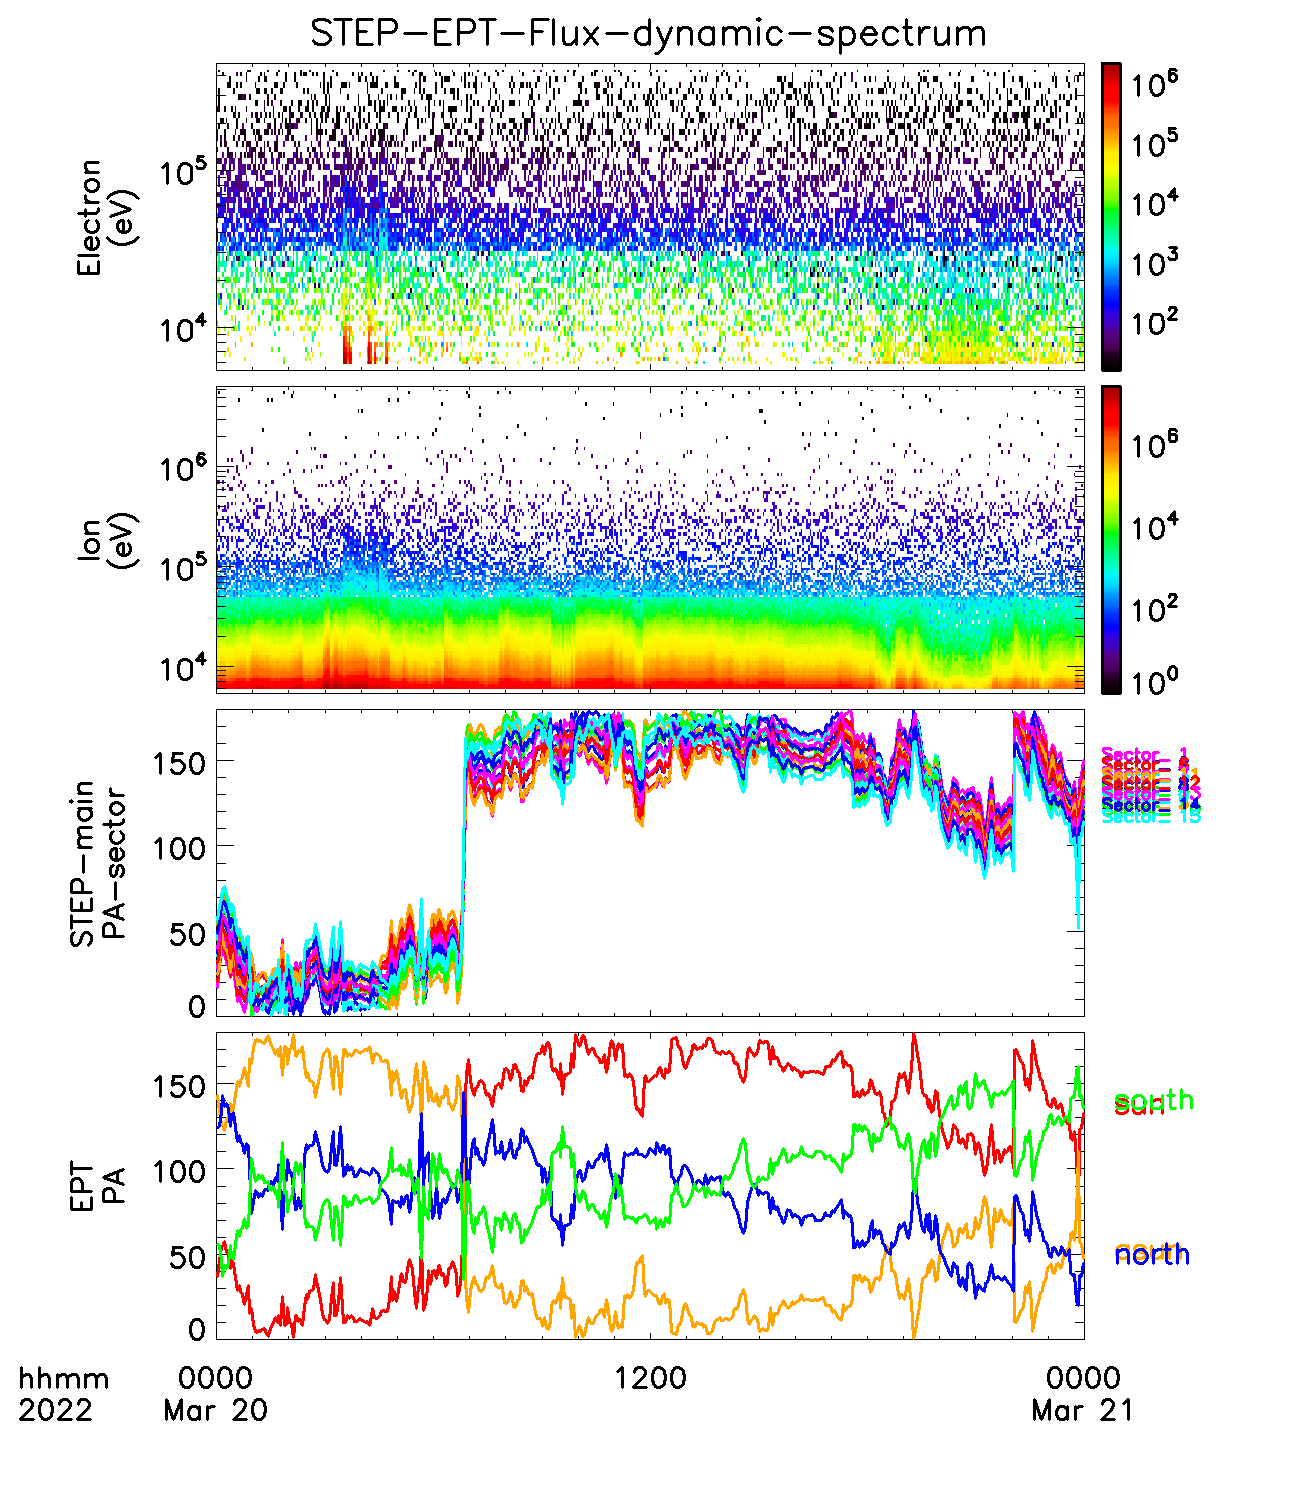 STEP-EPT-Flux-dynamic-spectrum
Electron
(eV)
10^5
10^4
10^6
10^5
10^4
10^3
10^2
Ion
(eV)
10^6
10^5
10^4
10^6
10^4
10^2
10^0
STEP-main
PA-sector
150
100
50
0
Sector_ 1
Sector_ 14
Sector_ 15
EPT
PA
150
100
50
0
south
north
hhmm
2022
0000
Mar 20
1200
0000
Mar 21